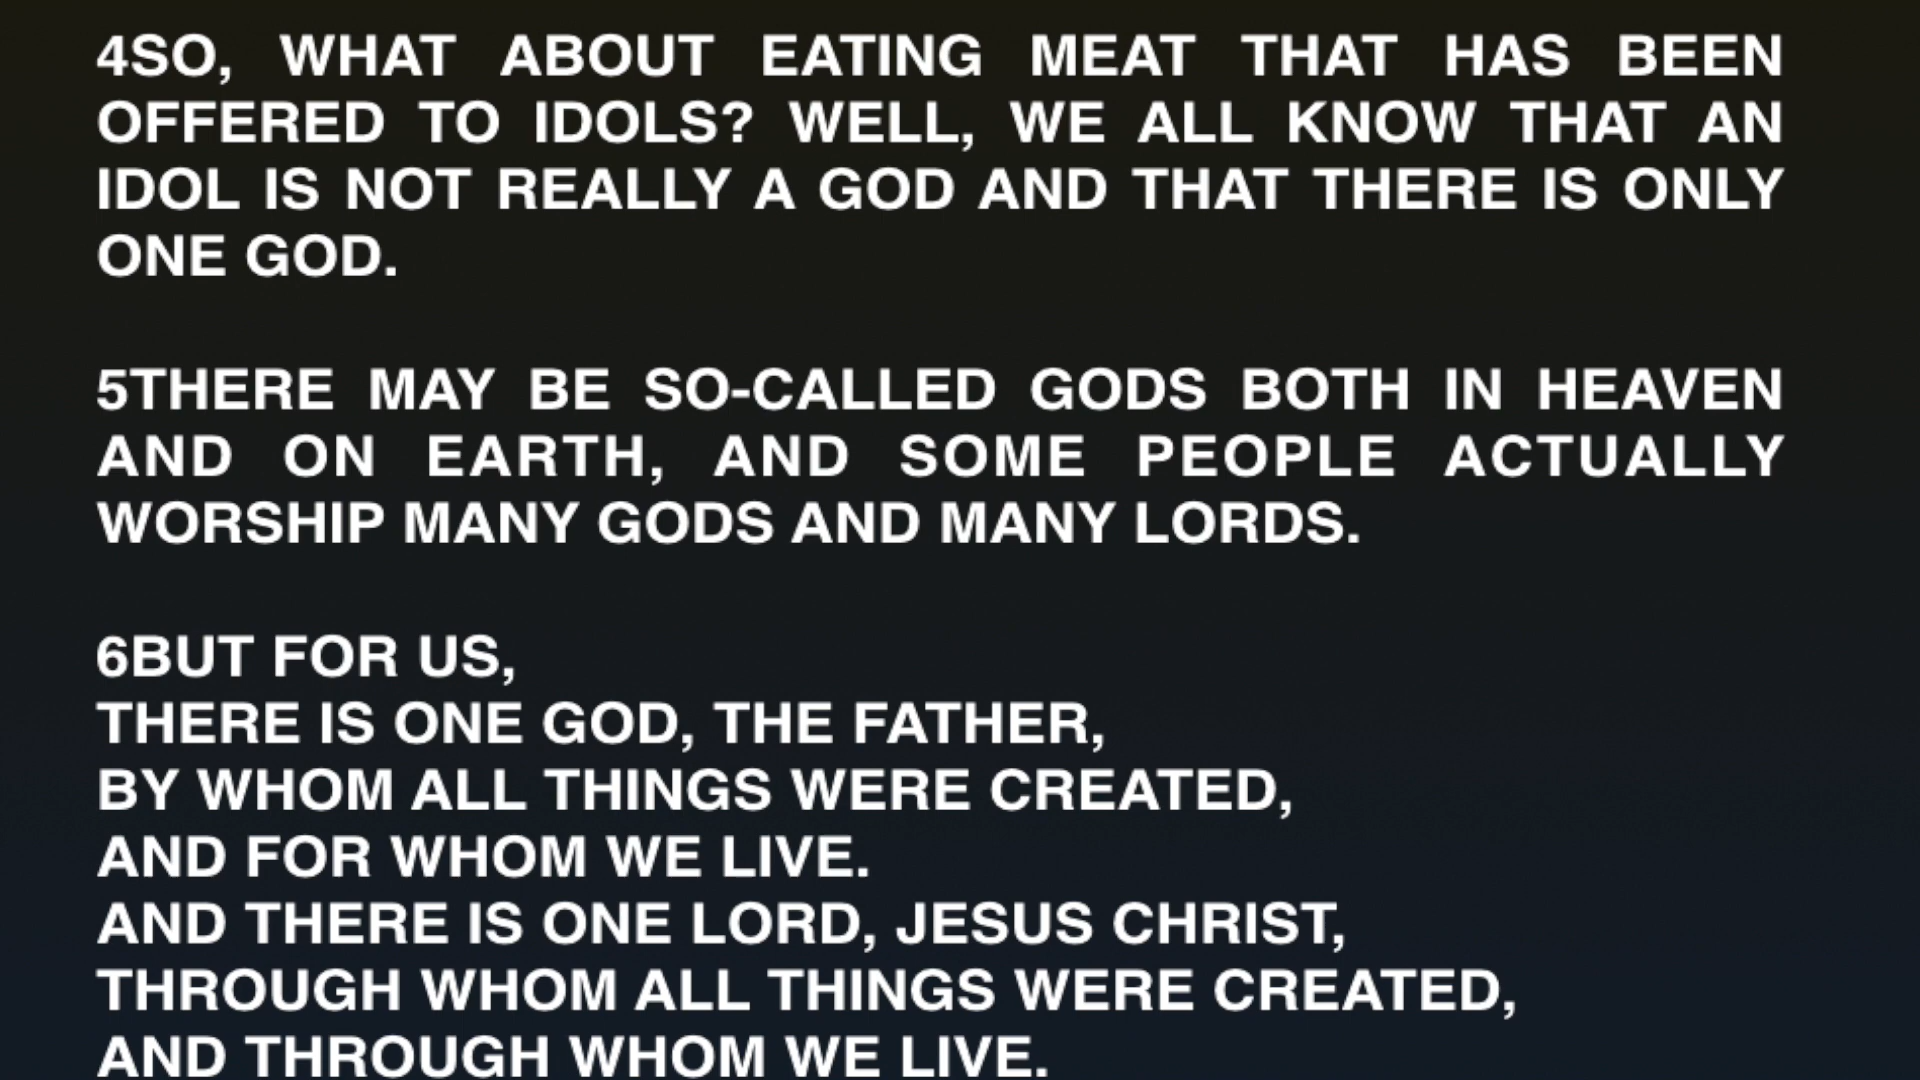 4SO, WHAT ABOUT EATING MEAT THAT HAS BEEN
OFFERED TO IDOLS? WELL, WE ALL KNOW THAT AN
IDOL IS NOT REALLY A GOD AND THAT THERE IS ONLY
ONE GOD.
5THERE MAY BE SO-CALLED GODS BOTH IN HEAVEN
AND ON EARTH, AND SOME PEOPLE ACTUALLY
WORSHIP MANY GODS AND MANY LORDS.
6BUT FOR US,
THERE IS ONE GOD, THE FATHER,
BY WHOM ALL THINGS WERE CREATED,
AND FOR WHOM WE LIVE.
AND THERE IS ONE LORD, JESUS CHRIST,
THROUGH WHOM ALL THINGS WERE CREATED,
AND THROUGH WHOM WE LIVE.